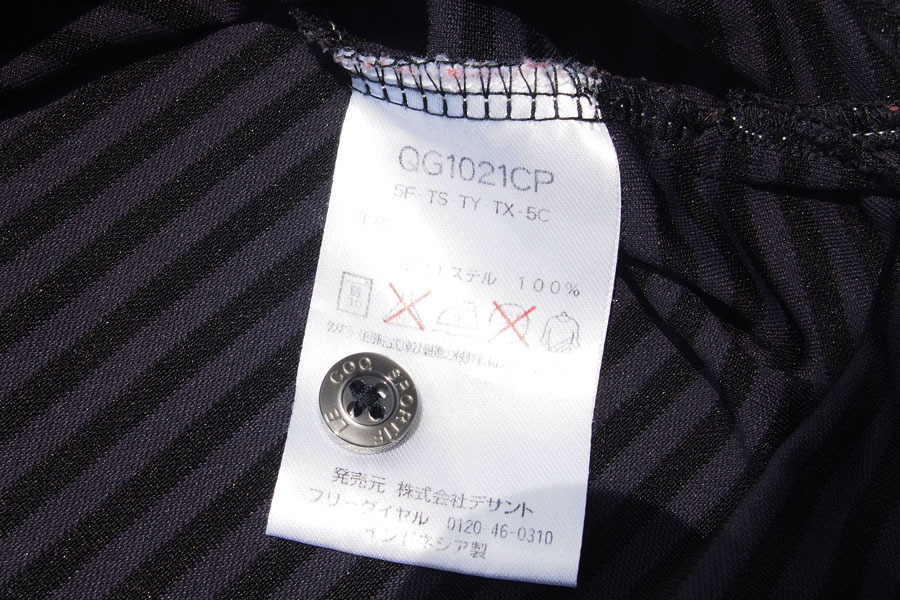 QG1021CP
5F-TS-TY-TX-5C
ポリエステル 100%
LE COQ SPORTIF
発売元 株式会社デサント
フリーダイヤル 0120-46-0310
インドネシア製